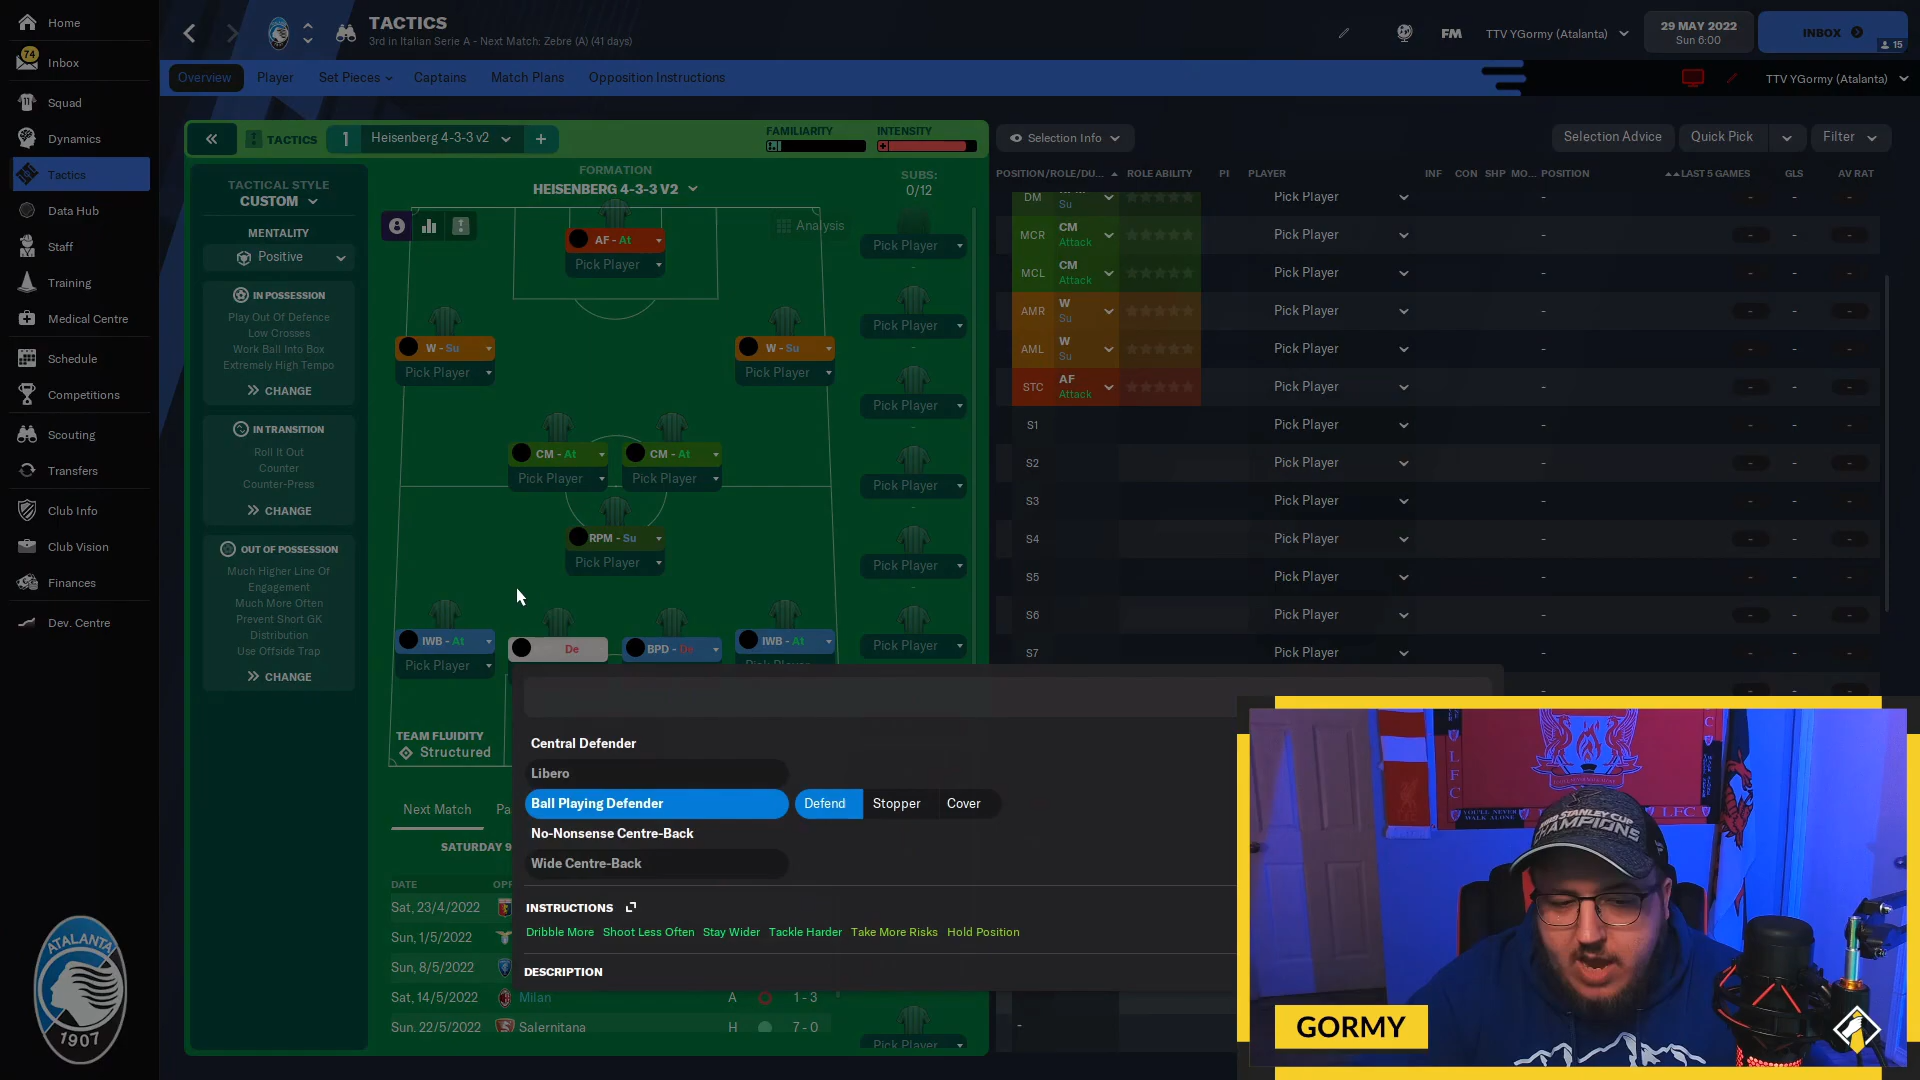 Home
74
Inbox
Squad
Dynamics
Tactics
Data Hub
Staff
Training
Medical Centre
Schedule
Competitions
Scouting
Transfers
Club Info
Club Vision
Finances
Dev. Centre
ATALANTA
1907
TACTICS
3rd in Italian Serie A - Next Match: Zebre (A) (41 days)
FM
TTV YGormy (Atalanta)
29 MAY 2022
Sun 6:00
INBOX
15
Overview
Player
Set Pieces
Captains
Match Plans
Opposition Instructions
TTV YGormy (Atalanta)
TACTICS
1
Heisenberg 4-3-3 v2
FAMILIARITY
INTENSITY
TACTICAL STYLE
CUSTOM
MENTALITY
Positive
IN POSSESSION
Play Out Of Defence
Low Crosses
Work Ball Into Box
Extremely High Tempo
CHANGE
IN TRANSITION
Roll It Out
Counter
Counter-Press
CHANGE
OUT OF POSSESSION
Much Higher Line Of
Engagement
Much More Often
Prevent Short GK
Distribution
Use Offside Trap
CHANGE
FORMATION
HEISENBERG 4-3-3 V2
SUBS:
0/12
Analysis
AF - At
Pick Player
W - Su
Pick Player
W - Su
Pick Player
CM - At
Pick Player
CM - At
Pick Player
RPM - Su
Pick Player
IWB - At
Pick Player
De
BPD - De
IWB - At
Pick Player
Pick Player
Pick Player
Pick Player
Pick Player
Pick Player
Pick Player
TEAM FLUIDITY
Structured
Next Match
Pa
SATURDAY 9
DATE
OPP
Sat, 23/4/2022
Sun, 1/5/2022
Sun, 8/5/2022
Sat, 14/5/2022
Milan
A
1 - 3
Sun, 22/5/2022
Salernitana
H
7 - 0
Pick Player
Selection Info
Selection Advice
Quick Pick
Filter
POSITION/ROLE/DU...
ROLE ABILITY
PI
PLAYER
INF
CON
SHP
MO...
POSITION
LAST 5 GAMES
GLS
AV RAT
DM
Su
Pick Player
-
MCR
CM
Attack
Pick Player
-
MCL
CM
Attack
Pick Player
-
AMR
W
Su
Pick Player
-
AML
W
Su
Pick Player
-
STC
AF
Attack
Pick Player
-
S1
Pick Player
-
S2
Pick Player
-
S3
Pick Player
-
S4
Pick Player
-
S5
Pick Player
-
S6
Pick Player
-
S7
Pick Player
-
Central Defender
Libero
Ball Playing Defender
Defend
Stopper
Cover
No-Nonsense Centre-Back
Wide Centre-Back
INSTRUCTIONS
Dribble More
Shoot Less Often
Stay Wider
Tackle Harder
Take More Risks
Hold Position
DESCRIPTION
LFC
YOU'LL NEVER
WALK ALONE
LFC
STANLEY CUP
CHAMPIONS
GORMY